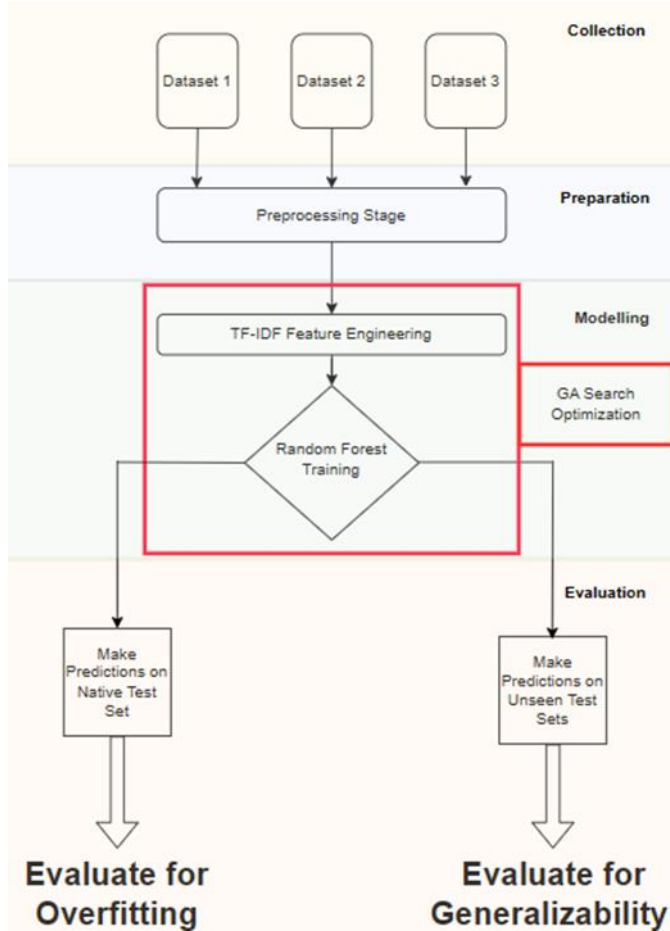 Collection
Dataset 1
Dataset 2
Dataset 3
Preparation
Preprocessing Stage
Modelling
TF-IDF Feature Engineering
GA Search
Optimization
Random Forest
Training
Evaluation
Make
Predictions on
Native Test
Set
Make
Predictions on
Unseen Test
Sets
Evaluate for
Overfitting
Evaluate for
Generalizability